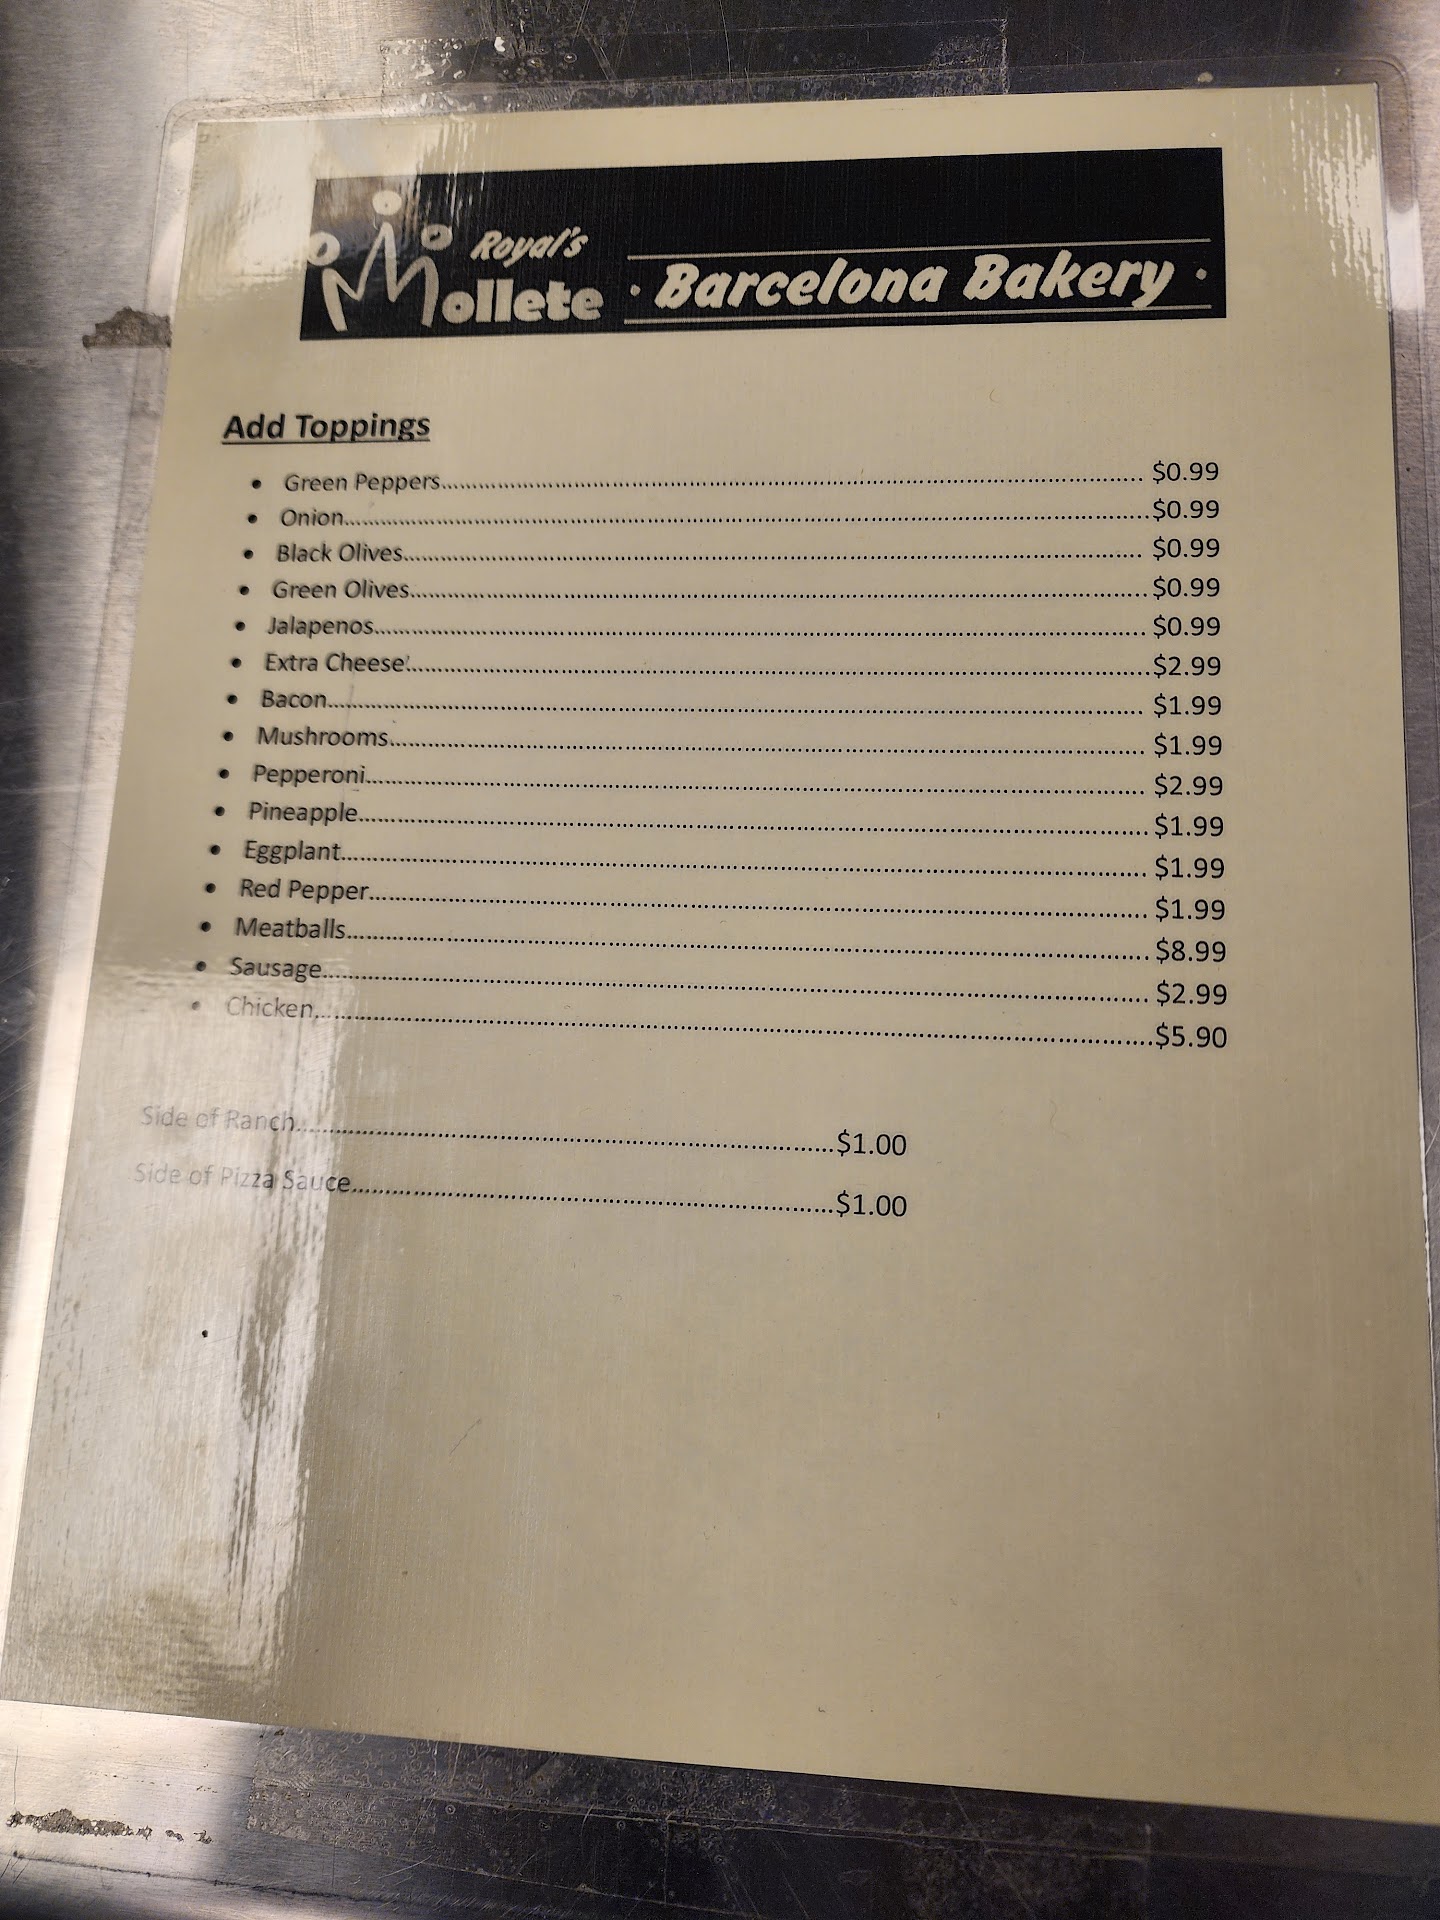 Royal's
Mollete · Barcelona Bakery ·
Add Toppings
• Green Peppers........................................ $0.99
• Onion........................................$0.99
• Black Olives........................................ $0.99
• Green Olives........................................$0.99
• Jalapenos........................................ $0.99
• Extra Cheese........................................$2.99
• Bacon........................................ $1.99
• Mushrooms........................................ $1.99
• Pepperoni........................................ $2.99
• Pineapple........................................$1.99
• Eggplant........................................ $1.99
• Red Pepper........................................ $1.99
• Meatballs........................................ $8.99
• Sausage........................................ $2.99
• Chicken........................................$5.90
Side of Ranch........................................$1.00
Side of Pizza Sauce........................................$1.00